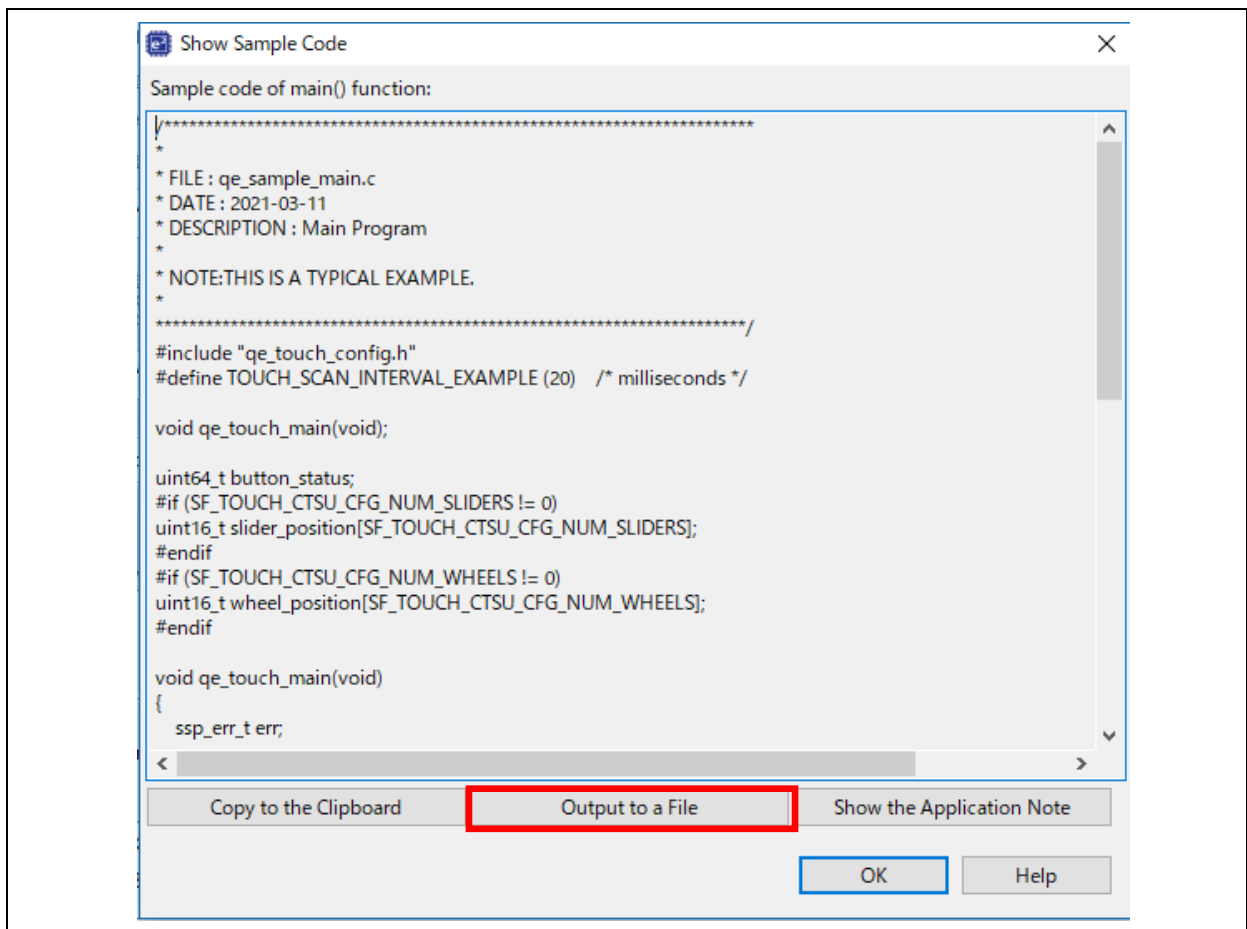 Show Sample Code
Sample code of main() function:
/************************************************************************
*
* FILE : qe_sample_main.c
* DATE : 2021-03-11
* DESCRIPTION : Main Program
*
* NOTE:THIS IS A TYPICAL EXAMPLE.
*
************************************************************************/
#include "qe_touch_config.h"
#define TOUCH_SCAN_INTERVAL_EXAMPLE (20)    /* milliseconds */
void qe_touch_main(void);
uint64_t button_status;
#if (SF_TOUCH_CTSU_CFG_NUM_SLIDERS != 0)
uint16_t slider_position[SF_TOUCH_CTSU_CFG_NUM_SLIDERS];
#endif
#if (SF_TOUCH_CTSU_CFG_NUM_WHEELS != 0)
uint16_t wheel_position[SF_TOUCH_CTSU_CFG_NUM_WHEELS];
#endif
void qe_touch_main(void)
{
ssp_err_t err;
Copy to the Clipboard
Output to a File
Show the Application Note
OK
Help